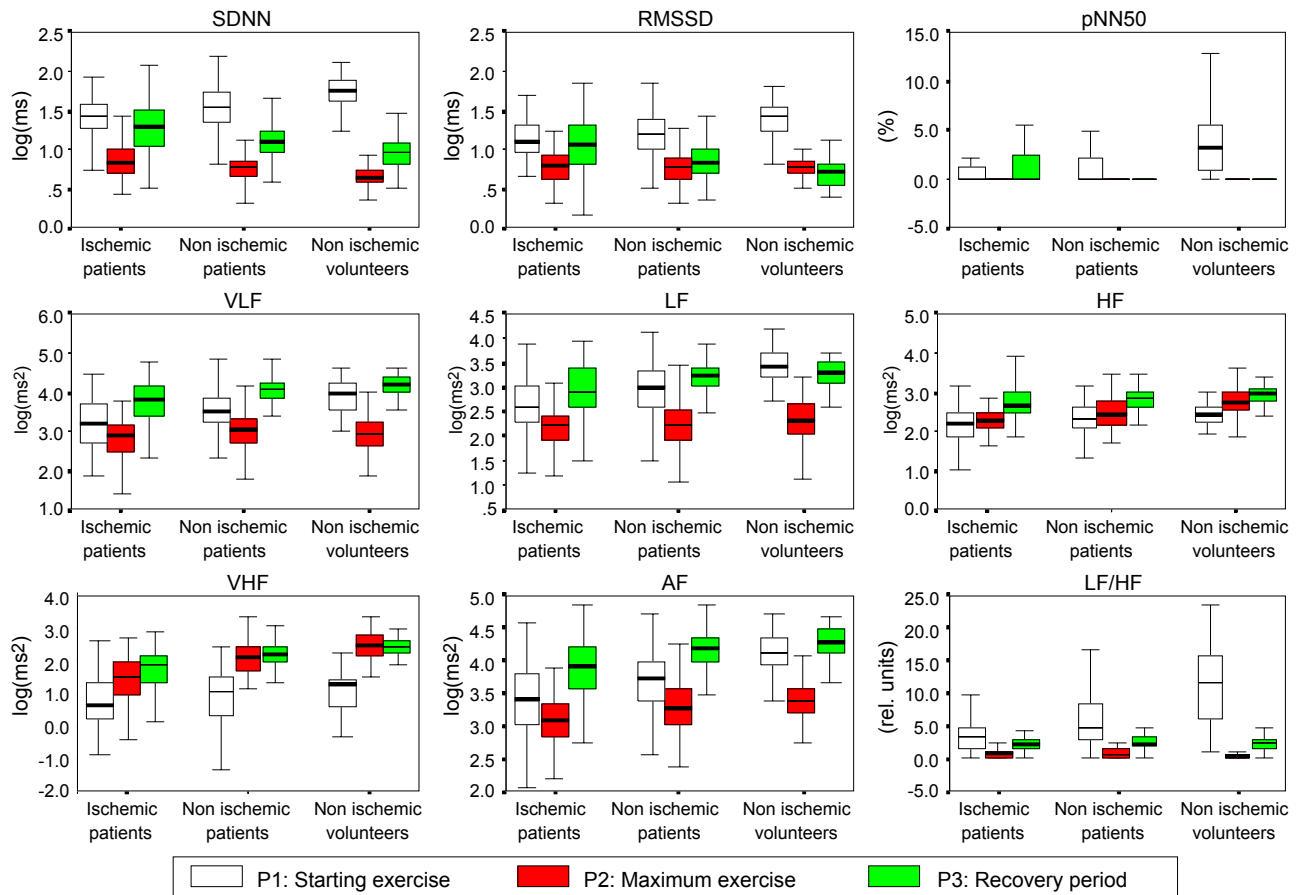 SDNN
RMSSD
pNN50
2.5
2.0
1.5
1.0
.5
0.0
log(ms)
Ischemic
patients
Non ischemic
patients
Non ischemic
volunteers
2.5
2.0
1.5
1.0
.5
0.0
log(ms)
Ischemic
patients
Non ischemic
patients
Non ischemic
volunteers
15.0
10.0
5.0
0.0
-5.0
(%)
Ischemic
patients
Non ischemic
patients
Non ischemic
volunteers
VLF
LF
HF
6.0
5.0
4.0
3.0
2.0
1.0
log(ms2)
Ischemic
patients
Non ischemic
patients
Non ischemic
volunteers
4.5
4.0
3.5
3.0
2.5
2.0
1.5
1.0
.5
log(ms2)
Ischemic
patients
Non ischemic
patients
Non ischemic
volunteers
5.0
4.0
3.0
2.0
1.0
0.0
log(ms2)
Ischemic
patients
Non ischemic
patients
Non ischemic
volunteers
VHF
AF
LF/HF
4.0
3.0
2.0
1.0
0.0
-1.0
-2.0
log(ms2)
Ischemic
patients
Non ischemic
patients
Non ischemic
volunteers
5.0
4.5
4.0
3.5
3.0
2.5
2.0
log(ms2)
Ischemic
patients
Non ischemic
patients
Non ischemic
volunteers
25.0
20.0
15.0
10.0
5.0
0.0
-5.0
(rel. units)
Ischemic
patients
Non ischemic
patients
Non ischemic
volunteers
P1: Starting exercise P2: Maximum exercise P3: Recovery period